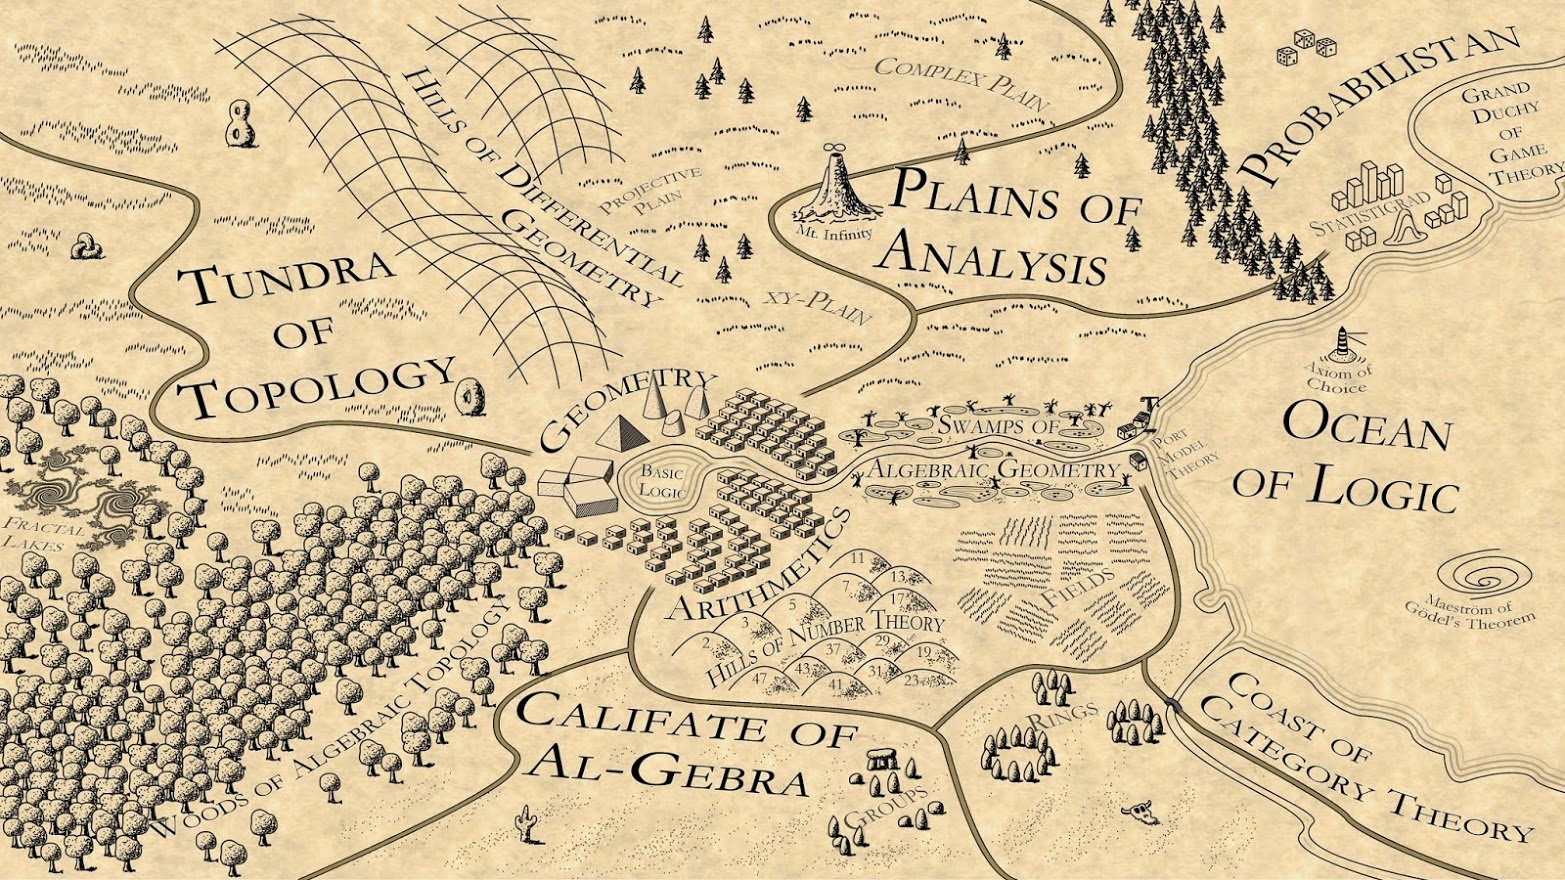 COMPLEX PLAIN
PROBABILISTAN
GRAND
DUCHY
OF
GAME
THEORY
HILLS OF DIFFERENTIAL
GEOMETRY
PROJECTIVE
PLAIN
PLAINS OF
ANALYSIS
Mt. Infinity
STATISTIGRAD
TUNDRA
OF
TOPOLOGY
XY-PLAIN
Axiom of
Choice
GEOMETRY
SWAMPS OF
ALGEBRAIC GEOMETRY
PORT
MODEL
THEORY
OCEAN
OF LOGIC
BASIC
LOGIC
FRACTAL
LAKES
ARITHMETICS
FIELDS
Maeström of
Gödel's Theorem
11
13
7
17
5
3
2
HILLS OF NUMBER THEORY
29
19
37
43
31
23
47
41
WOODS OF ALGEBRAIC TOPOLOGY
CALIFATE OF
AL-GEBRA
RINGS
GROUPS
COAST OF
CATEGORY THEORY